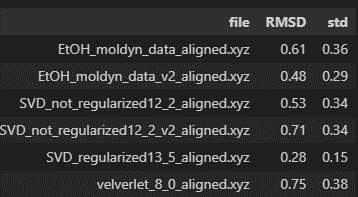 file RMSD std
EtOH_moldyn_data_aligned.xyz 0.61 0.36
EtOH_moldyn_data_v2_aligned.xyz 0.48 0.29
SVD_not_regularized12_2_aligned.xyz 0.53 0.34
SVD_not_regularized12_2_v2_aligned.xyz 0.71 0.34
SVD_regularized13_5_aligned.xyz 0.28 0.15
velverlet_8_0_aligned.xyz 0.75 0.38